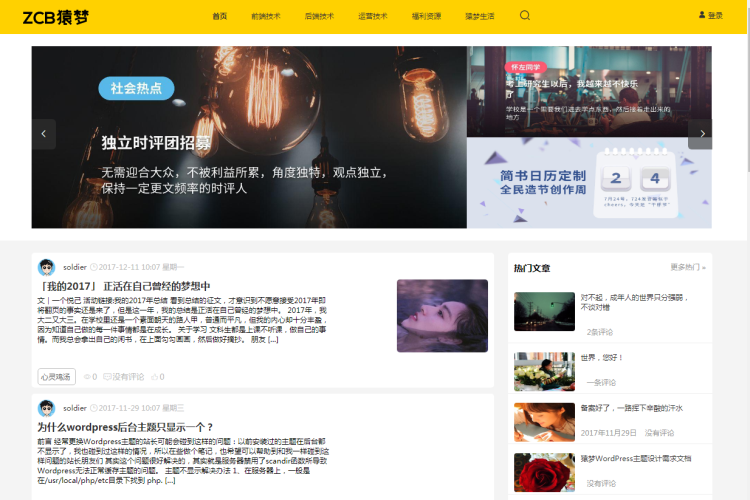 ZCB猿梦
首页 前端技术 后端技术 运营技术 福利资源 猿梦生活
登录
社会热点
独立时评团招募
无需迎合大众，不被利益所累，角度独特，观点独立，
保持一定更文频率的时评人
怀左同学
考上研究生以后，我越来越不快乐
了
学校是一个需要我们进去学点东西，然后接着走出来的
地方
简书日历定制
全民造节创作周
2 4
soldier 2017-12-11 10:07 星期一
「我的2017」 正活在自己曾经的梦想中
文｜一个悦己 活动链接:我的2017年总结 看到总结的征文，才意识到不愿意接受2017年即
将翻页的事实还是来了，但是这一年，我的总结是正活在自己曾经的梦想中。 2017年，我
大二又大三。在学校里还是一个素面朝天的路人甲，普通而平凡，但我的内心却十分丰盈，
因为知道自己做的每一件事情都是在成长。 关于学习 文科生都是上课不听课，做自己的事
情。而我总会拿出自己的闲书，在上面勾勾画画，然后做好摘抄。 朋友 [...]
心灵鸡汤 0 没有评论 0
soldier 2017-11-29 10:07 星期三
为什么wordpress后台主题只显示一个？
前言 经常更换Wordpress主题的站长可能会碰到这样的问题：以前安装过的主题在后台都
不显示了，我也碰到过这样的情况，所以在些做个笔记，也希望可以帮助到和我一样碰到这
样问题的站长朋友们 其实这个问题很好解决的，其实就是服务器禁用了scandir函数所导致
Wordpress无法正常缓存主题的问题。 主题不显示解决办法 1、在服务器上，一般是
在/usr/local/php/etc目录下找到 php. [...]
热门文章 更多热门 »
对不起，成年人的世界只分强弱，
不谈对错
2条评论
世界，您好！
一条评论
备案好了，一路挥下辛酸的汗水
2017年11月29日 没有评论
猿梦WordPress主题设计需求文档
没有评论